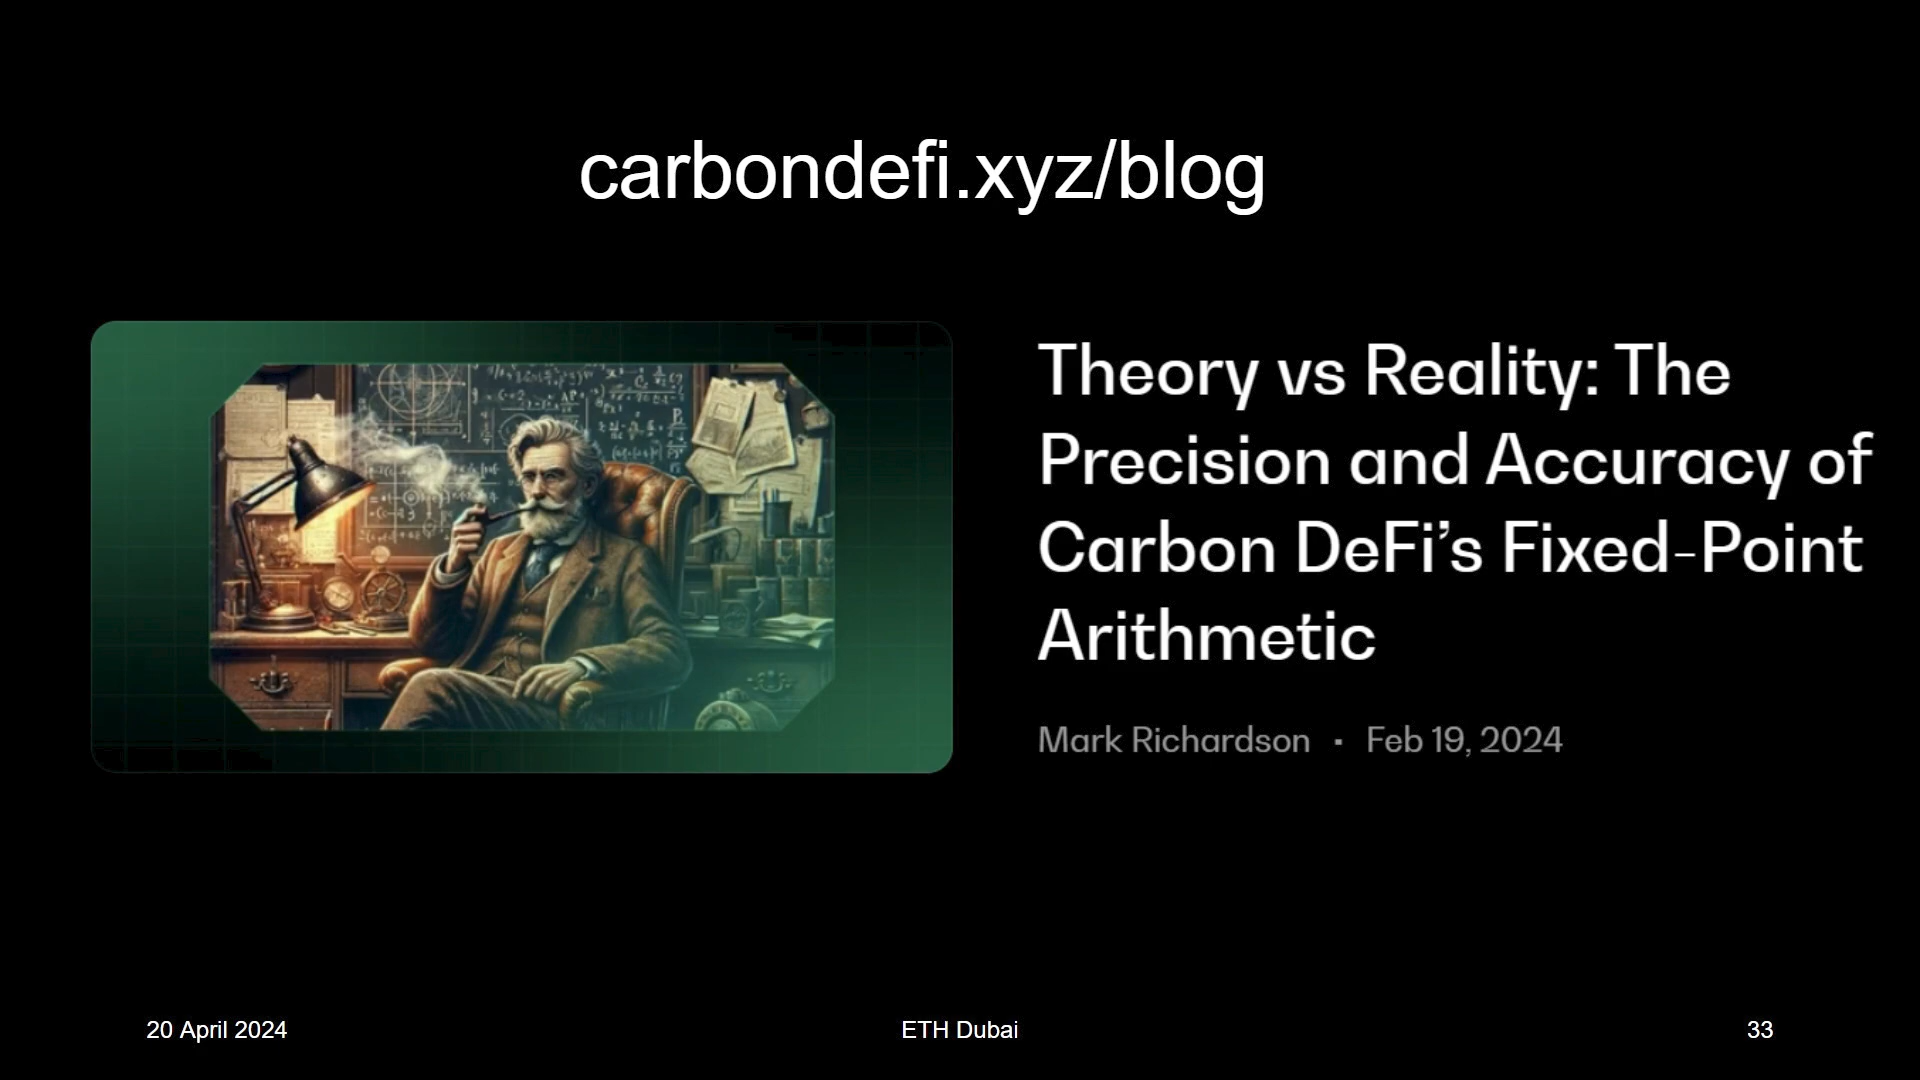 carbondefi.xyz/blog
Theory vs Reality: The
Precision and Accuracy of
Carbon DeFi’s Fixed-Point
Arithmetic
Mark Richardson ▪ Feb 19, 2024
20 April 2024
ETH Dubai
33